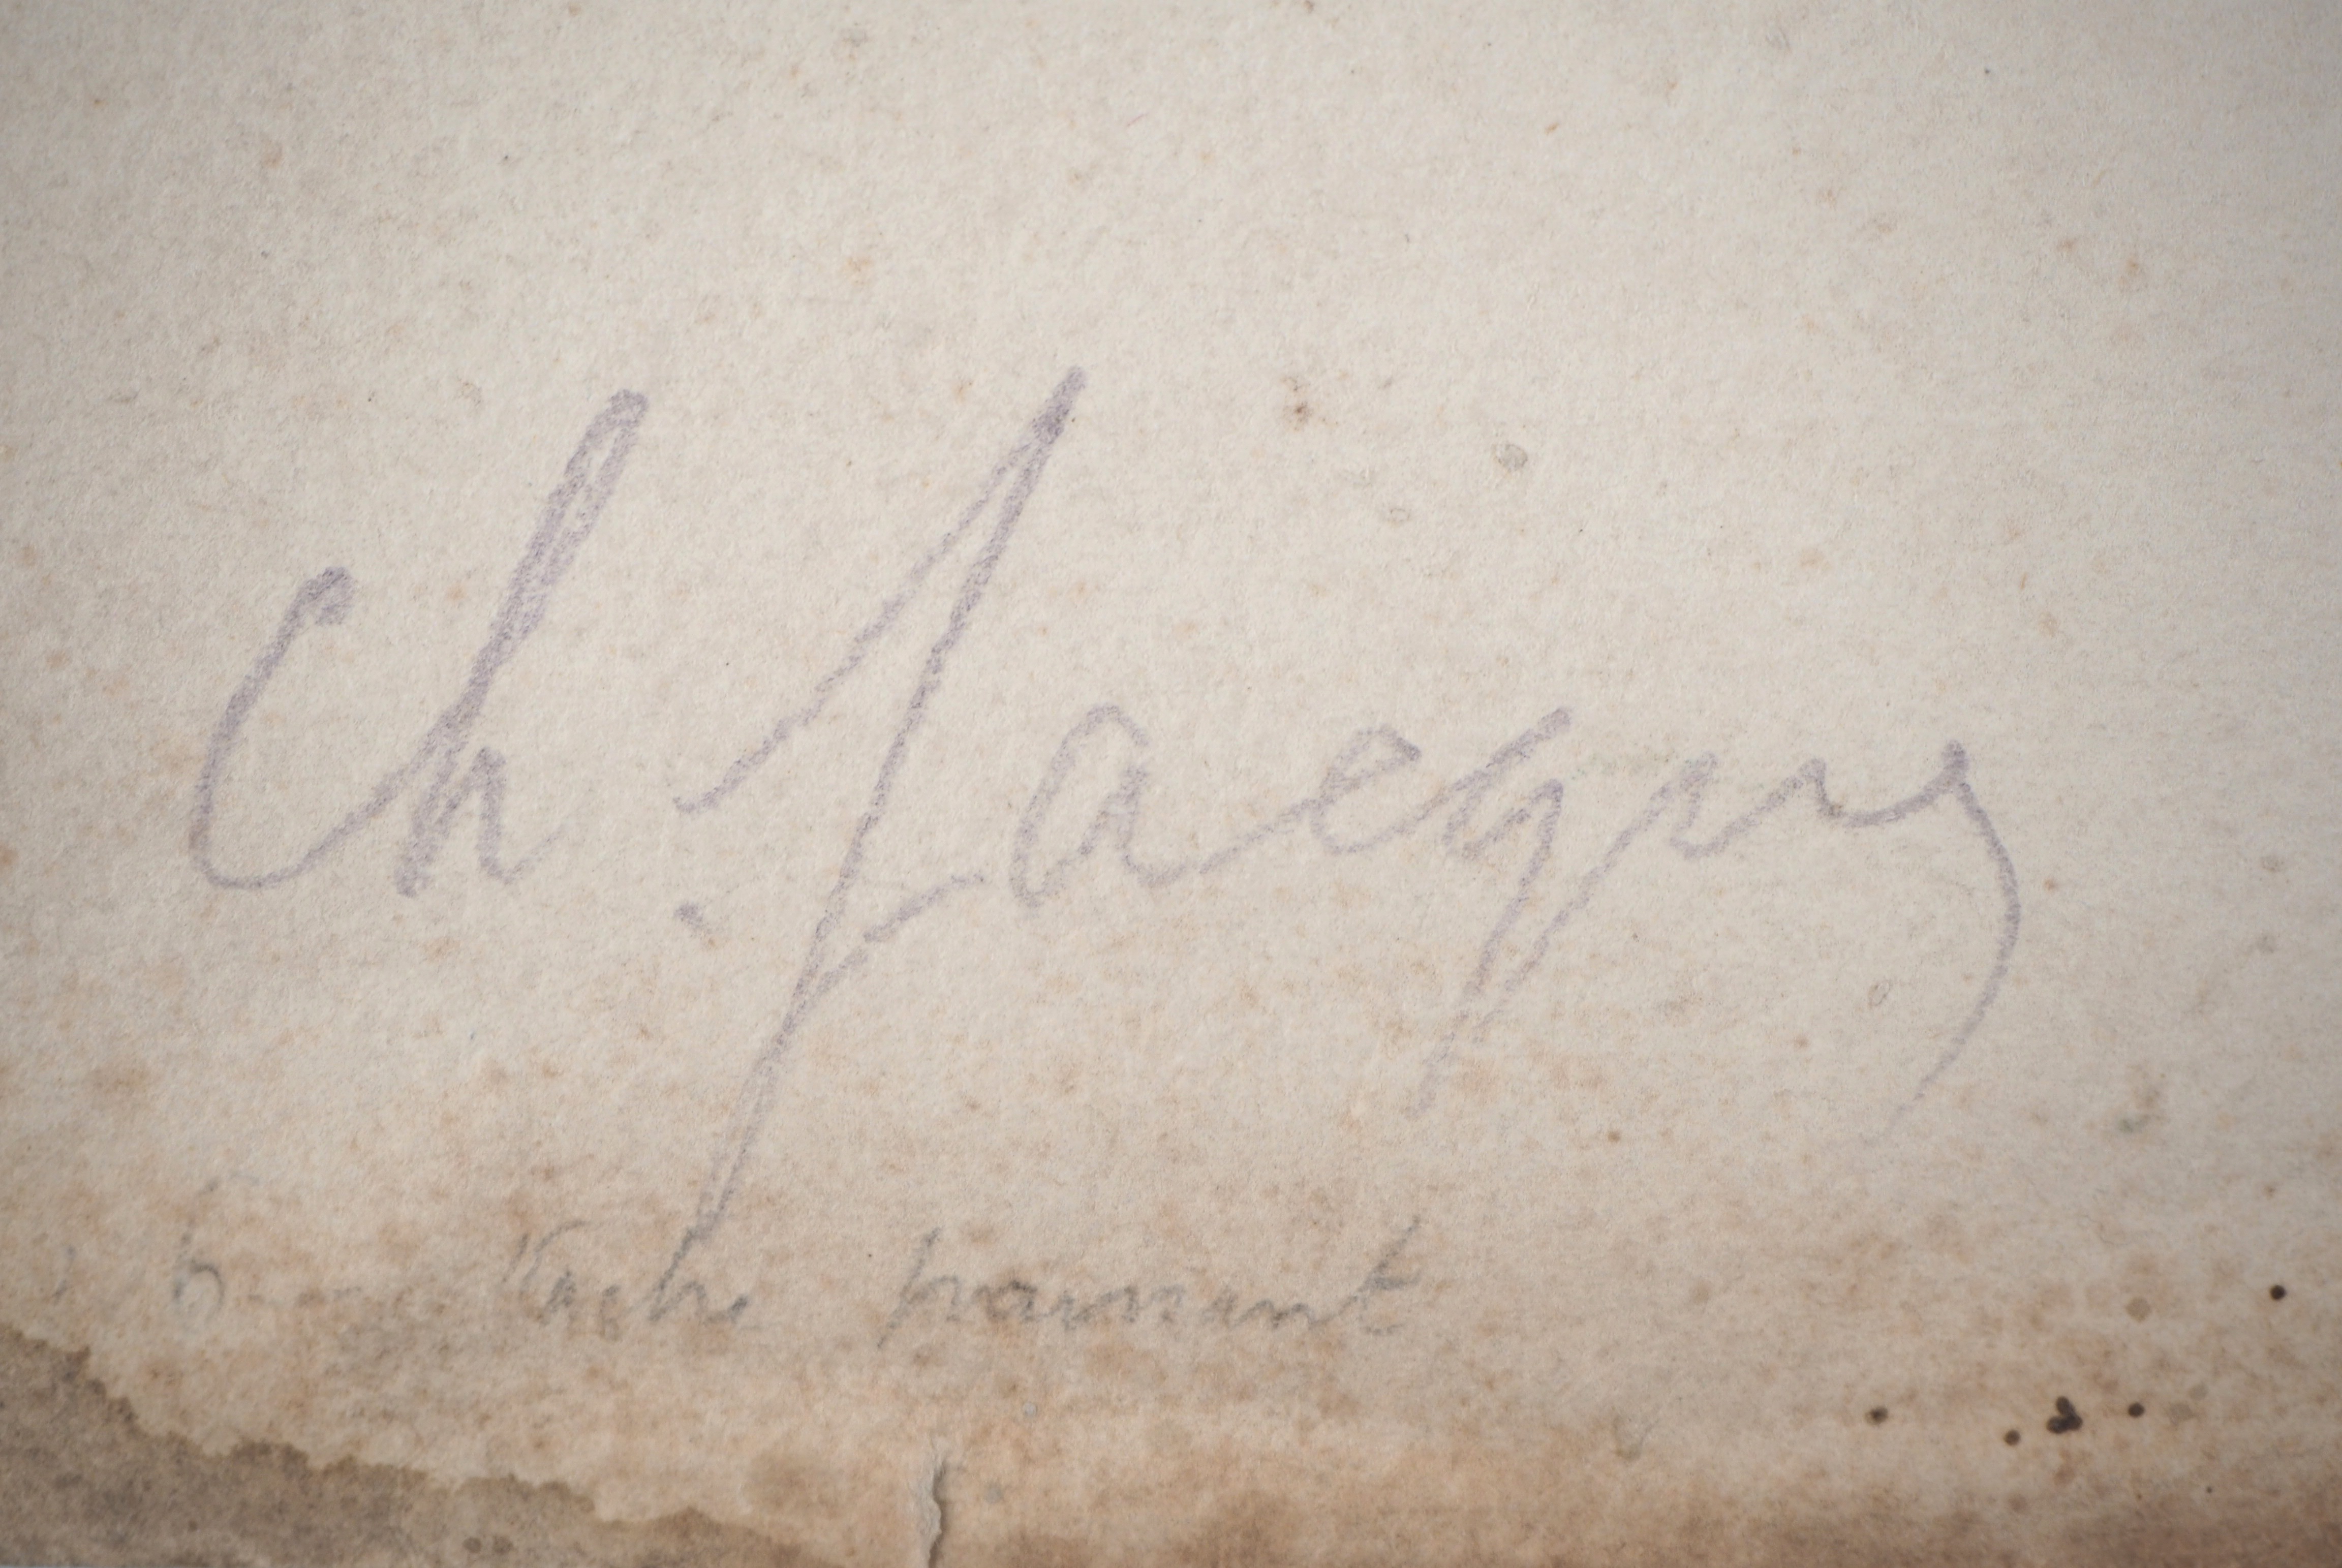 Ch. Jacque
Vache paissant